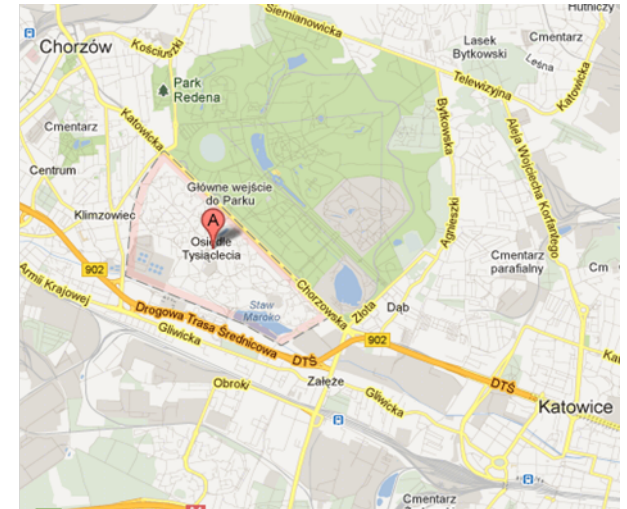 Hutniczy
Siemianowicka
Chorzów
Kościuszki
Lasek
Bytkowski
Cmentarz
Leśna
Telewizyjna
Katowicka
Park
Redena
Katowicka
Bytkowska
Aleja Wojciecha Korfantego
Cmentarz
Centrum
Główne wejście
do Parku
Klimzowiec
A
Osiedle
Tysiąclecia
Agnieszki
Cmentarz
parafialny
Cm
902
Armii Krajowej
Chorzowska
Złota
Dąb
Staw
Maroko
Drogowa Trasa Średnicowa
Gliwicka
902
DTŚ
Załęże
Obroki
Gliwicka
DTŚ
Katowice
Cmentarz